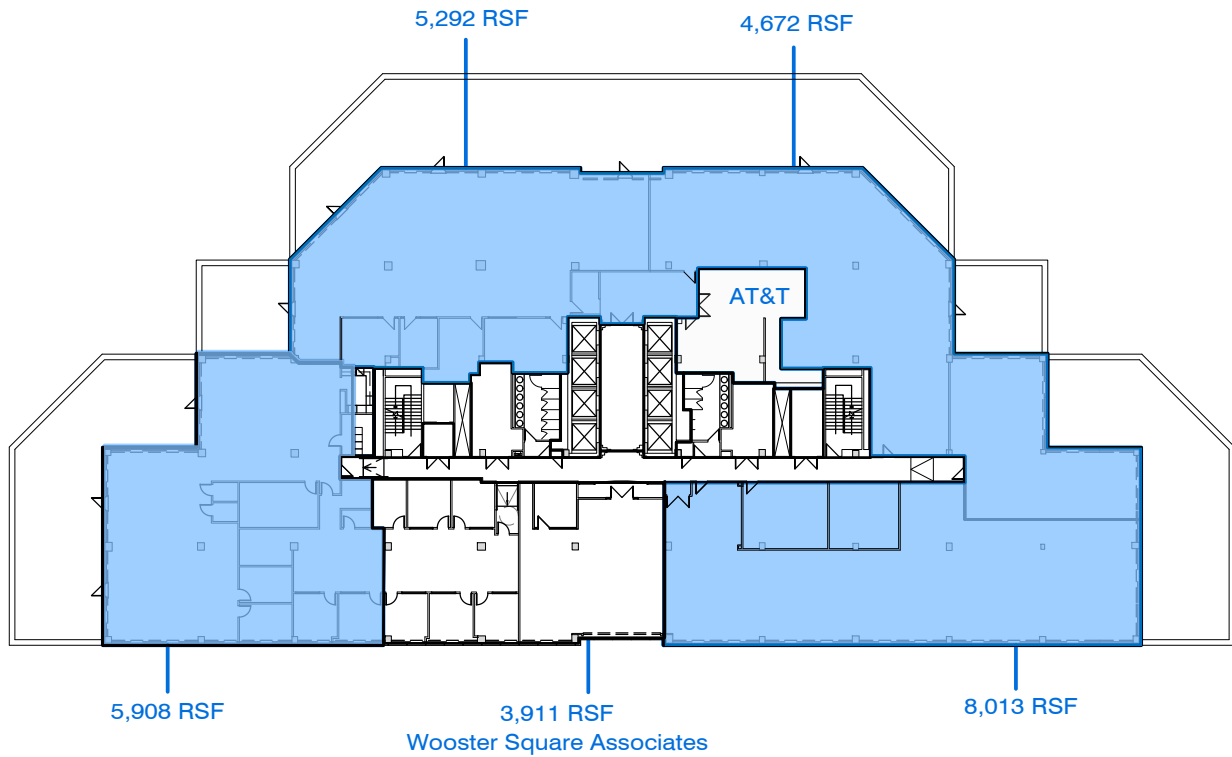 5,292 RSF
4,672 RSF
AT&T
5,908 RSF
3,911 RSF
Wooster Square Associates
8,013 RSF